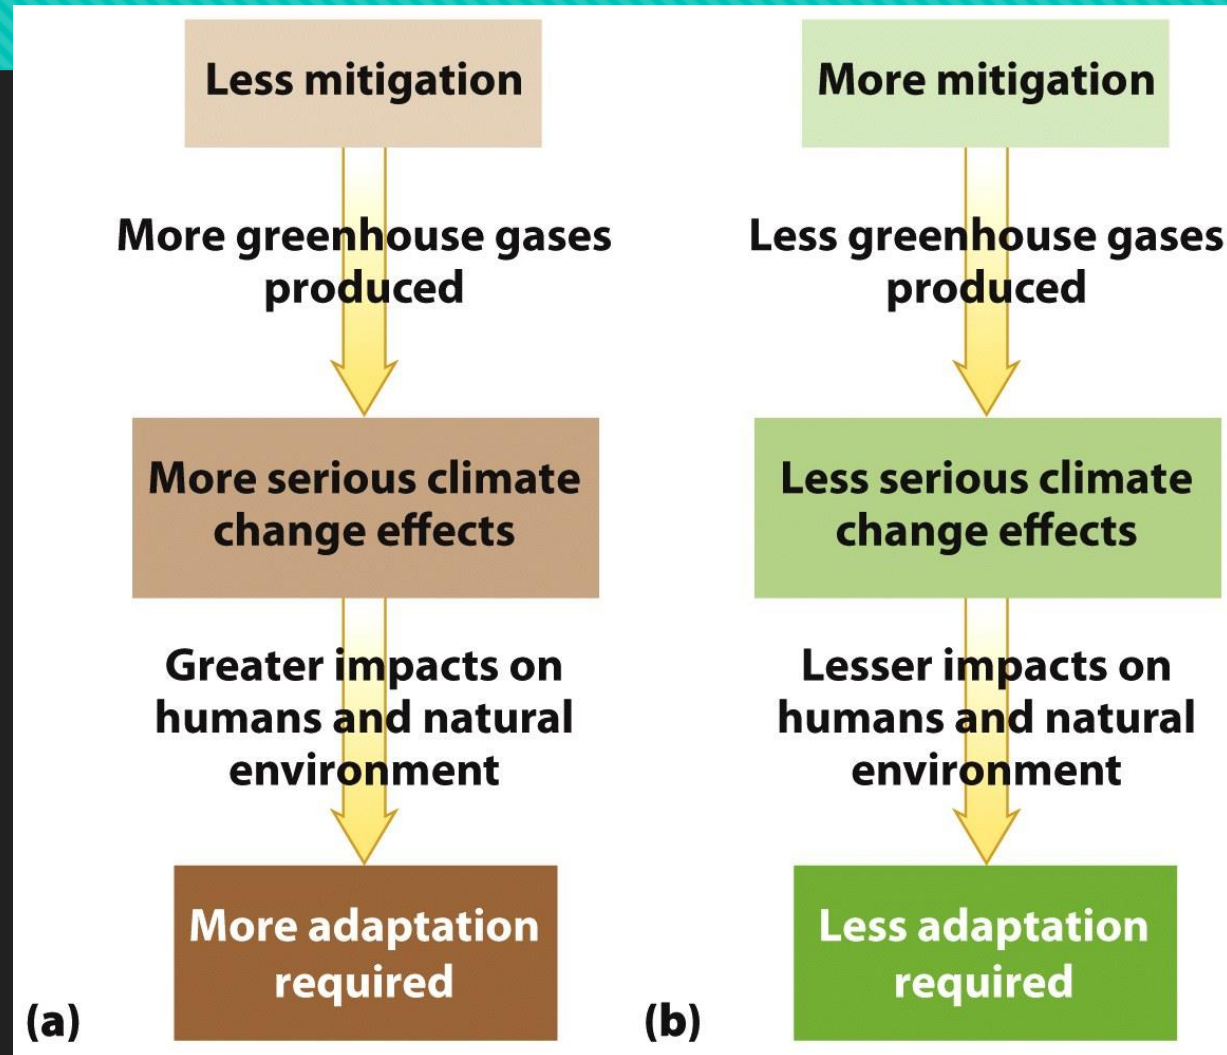 Less mitigation
More greenhouse gases
produced
More serious climate
change effects
Greater impacts on
humans and natural
environment
More adaptation
required
(a)
More mitigation
Less greenhouse gases
produced
Less serious climate
change effects
Lesser impacts on
humans and natural
environment
Less adaptation
required
(b)